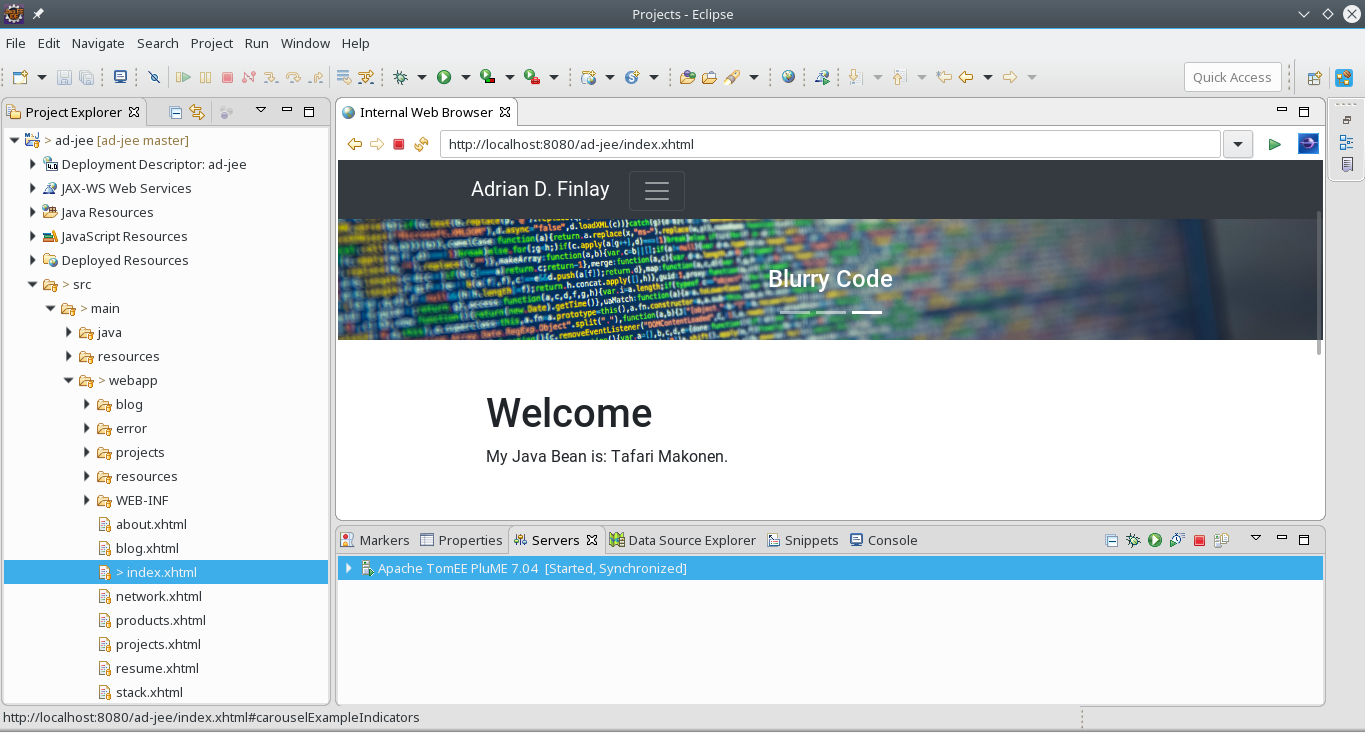 Projects - Eclipse
File Edit Navigate Search Project Run Window Help
Quick Access
Project Explorer
> ad-jee [ad-jee master]
Deployment Descriptor: ad-jee
JAX-WS Web Services
Java Resources
JavaScript Resources
Deployed Resources
> src
> main
java
resources
> webapp
blog
error
projects
resources
WEB-INF
about.xhtml
blog.xhtml
> index.xhtml
network.xhtml
products.xhtml
projects.xhtml
resume.xhtml
stack.xhtml
Internal Web Browser
http://localhost:8080/ad-jee/index.xhtml
Adrian D. Finlay
Blurry Code
Welcome
My Java Bean is: Tafari Makonen.
Markers Properties Servers Data Source Explorer Snippets Console
Apache TomEE PluME 7.04 [Started, Synchronized]
http://localhost:8080/ad-jee/index.xhtml#carouselExampleIndicators